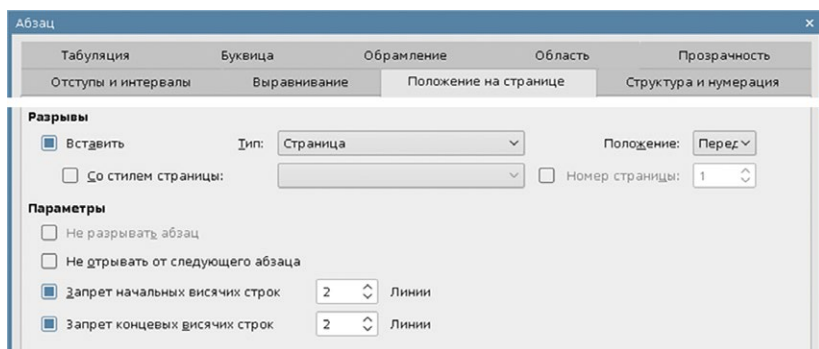 Абзац
Табуляция Буквица Обрамление Область Прозрачность
Отступы и интервалы Выравнивание Положение на странице Структура и нумерация
Разрывы
Вставить Тип: Страница Положение: Перед
Со стилем страницы: Номер страницы: 1
Параметры
Не разрывать абзац
Не отрывать от следующего абзаца
Запрет начальных висячих строк 2 Линии
Запрет концевых висячих строк 2 Линии